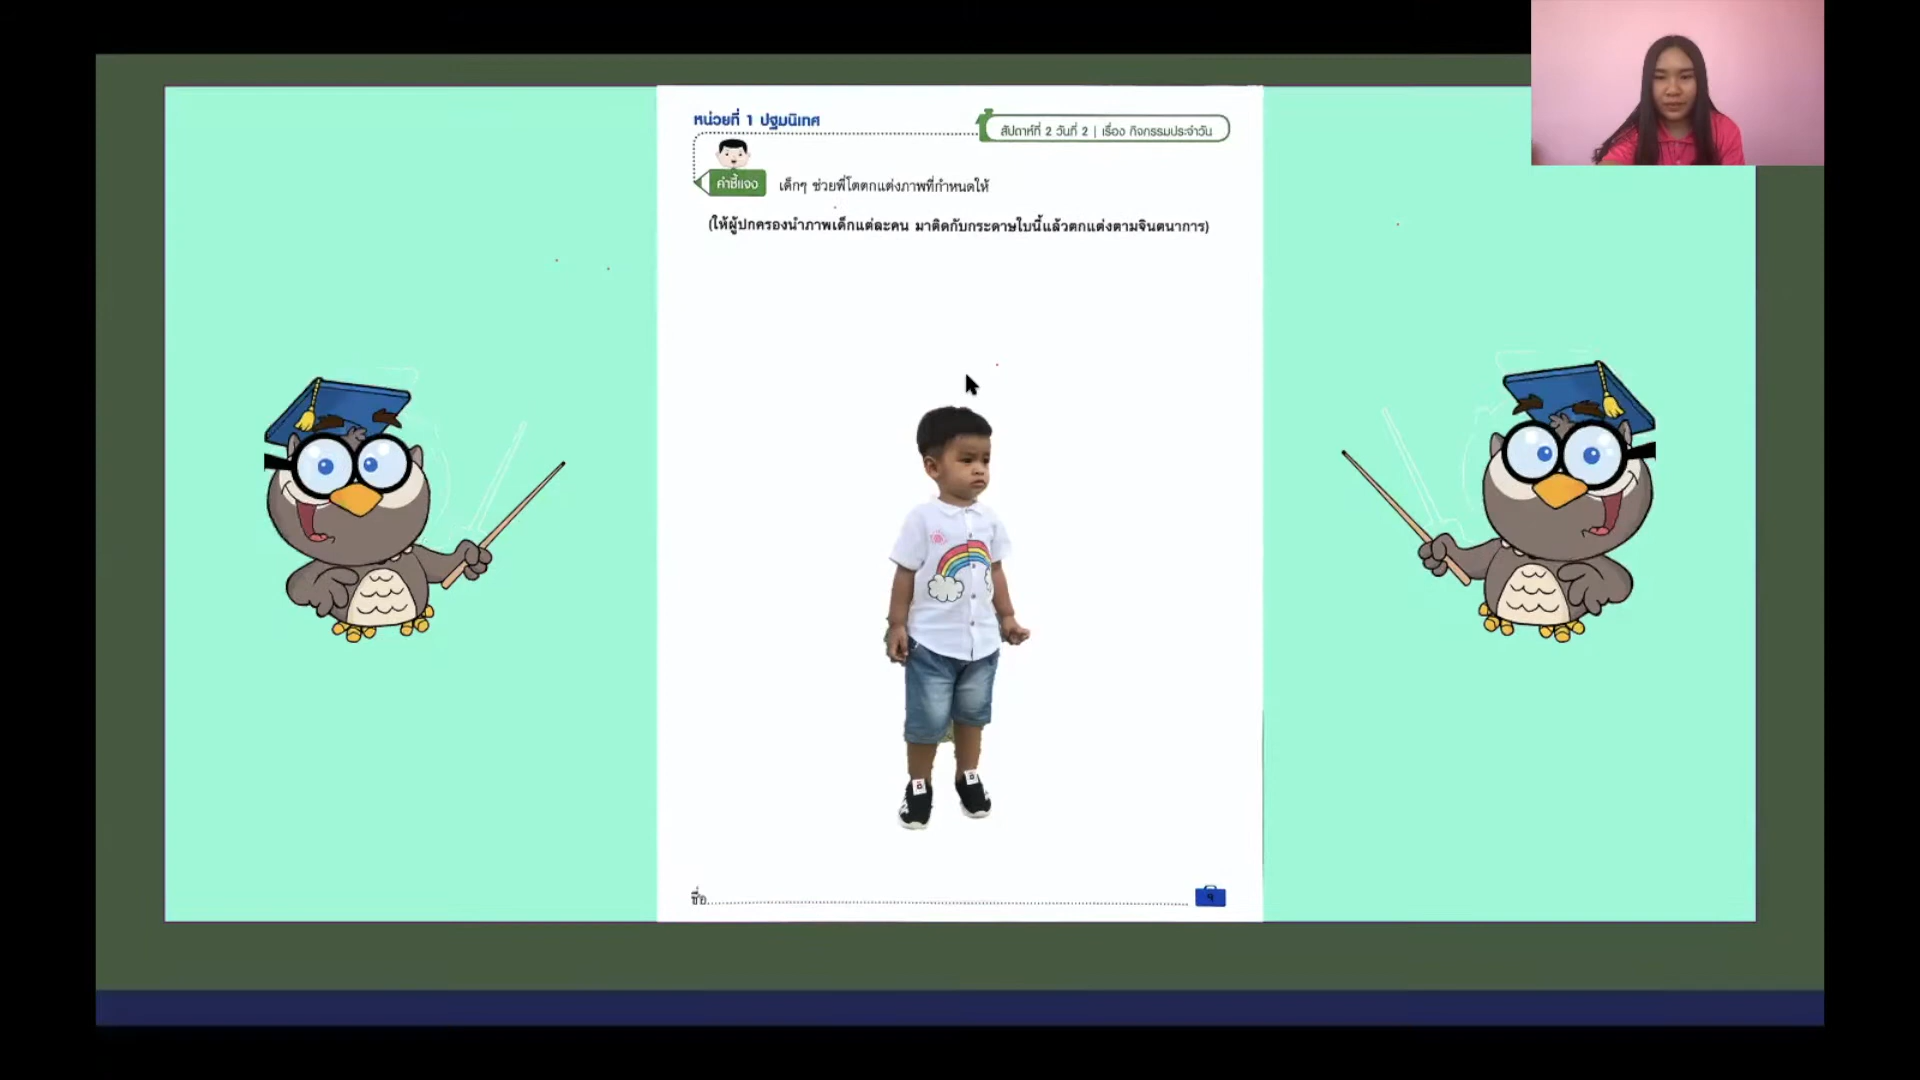 หน่วยที่ 1 ปฐมนิเทศ
สัปดาห์ที่ 2 วันที่ 2 | เรื่อง กิจกรรมประจำวัน
คำชี้แจง เด็กๆ ช่วยพี่โตตกแต่งภาพที่กำหนดให้
(ให้ผู้ปกครองนำภาพเด็กแต่ละคน มาติดกับกระดาษใบนี้แล้วตกแต่งตามจินตนาการ)
ชื่อ
๑